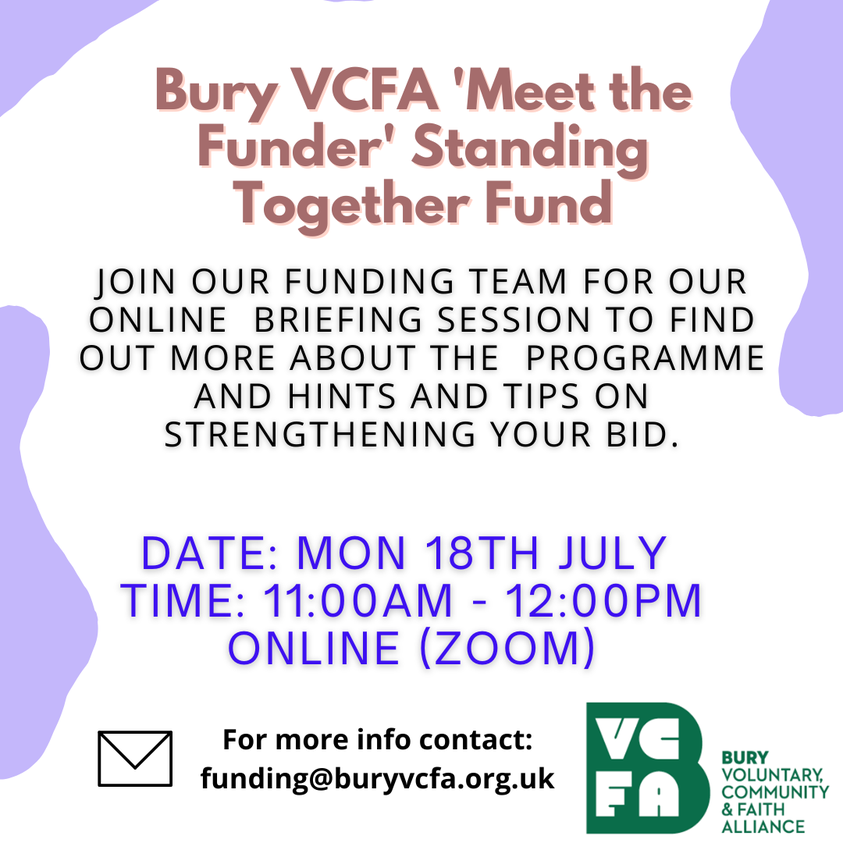 Bury VCFA 'Meet the
Funder' Standing
Together Fund
JOIN OUR FUNDING TEAM FOR OUR
ONLINE BRIEFING SESSION TO FIND
OUT MORE ABOUT THE PROGRAMME
AND HINTS AND TIPS ON
STRENGTHENING YOUR BID.
DATE: MON 18TH JULY
TIME: 11:00AM - 12:00PM
ONLINE (ZOOM)
For more info contact:
funding@buryvcfa.org.uk
VC
FA
BURY
VOLUNTARY,
COMMUNITY
& FAITH
ALLIANCE